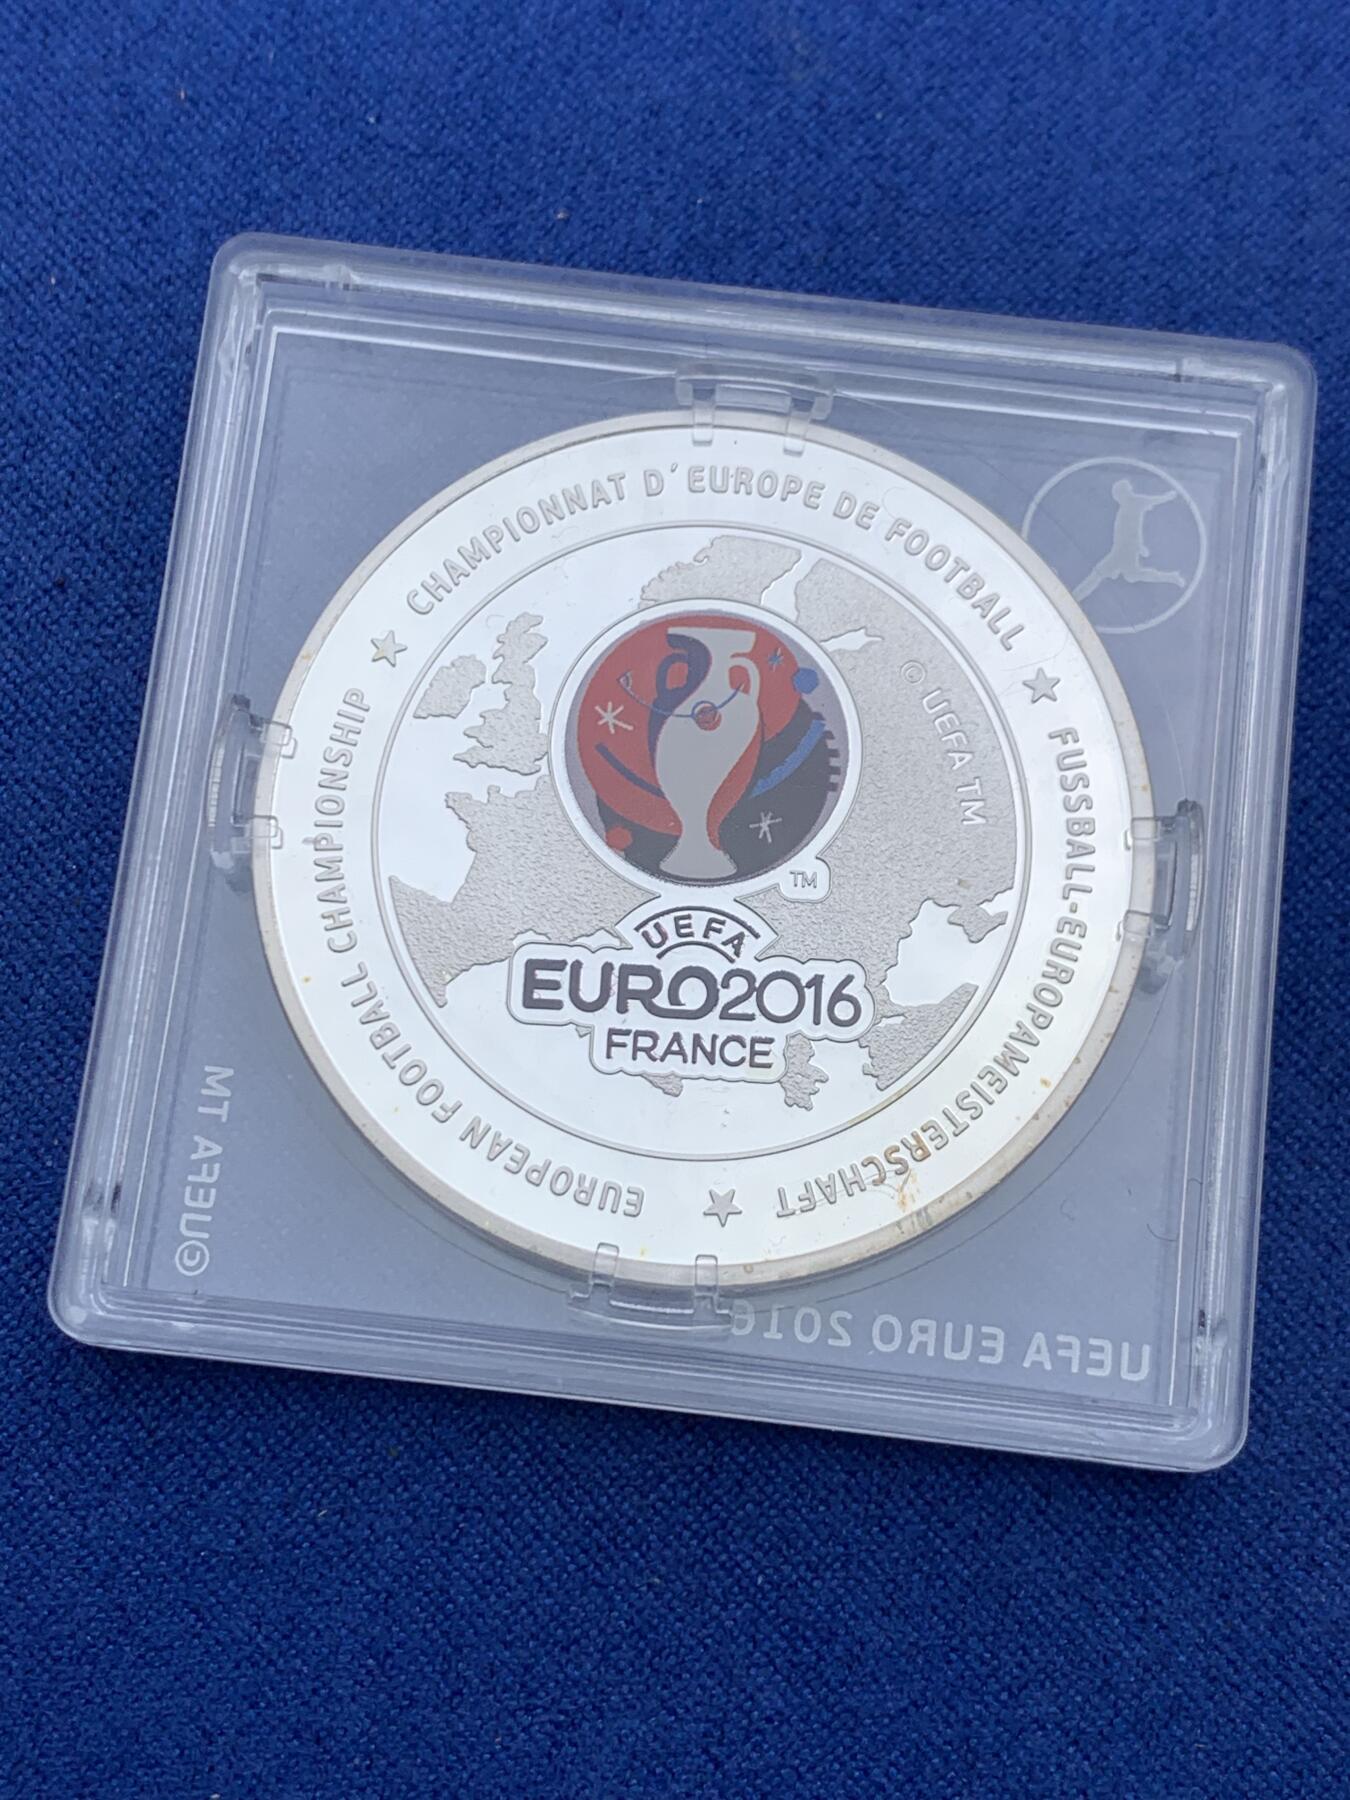 CHAMPIONNAT D'EUROPE DE FOOTBALL ★
FUSSBALL-EUROPAMEISTERSCHAFT ★
EUROPEAN FOOTBALL CHAMPIONSHIP ★
© UEFA TM
TM
UEFA
EURO2016
FRANCE
©UEFA TM
UEFA EURO 2016